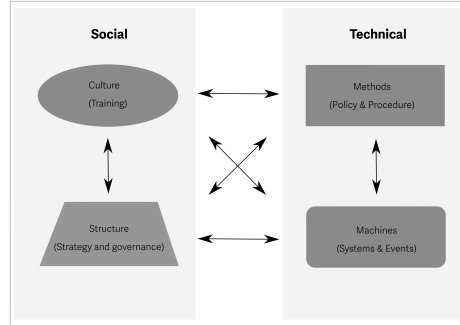 Social
Technical
Culture
(Training)
Methods
(Policy & Procedure)
Structure
(Strategy and governance)
Machines
(Systems & Events)